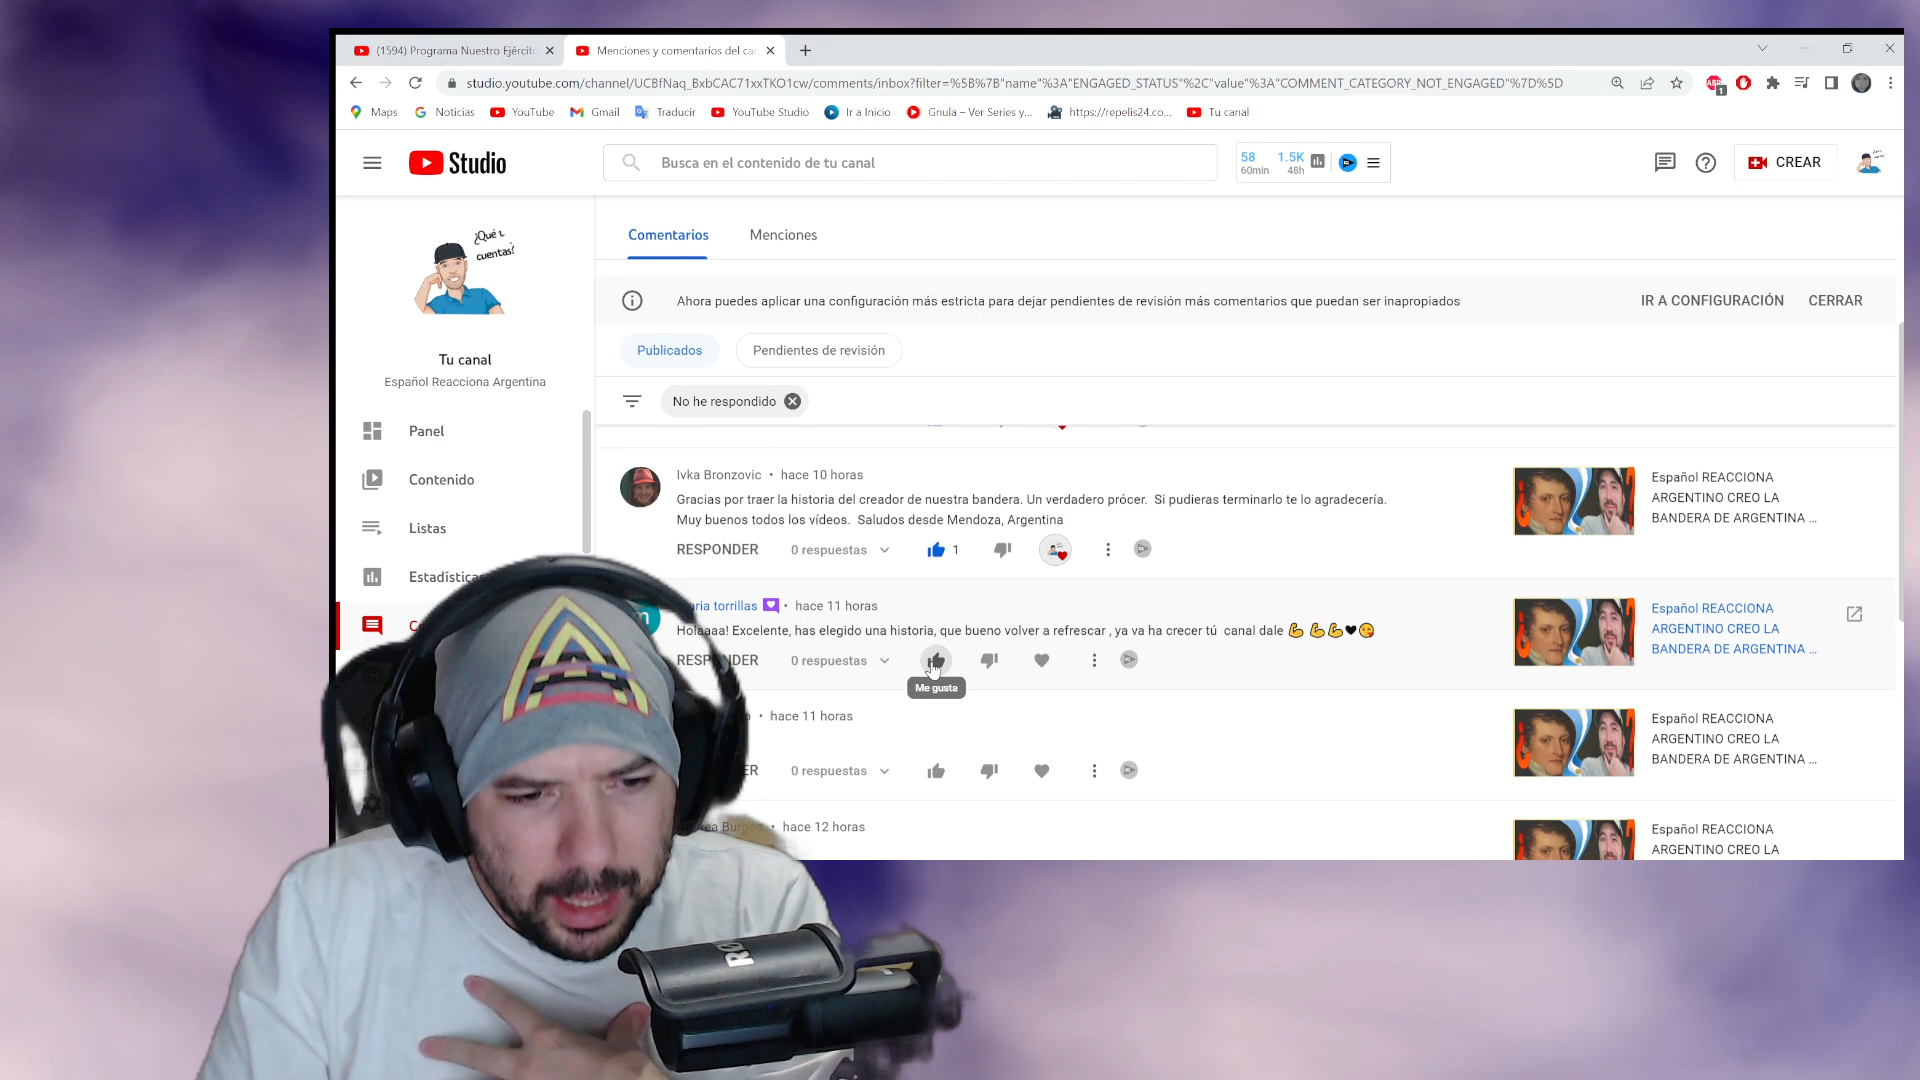 (1594) Programa Nuestro Ejército
Menciones y comentarios del ca
studio.youtube.com/channel/UCBfNaq_BxbCAC71xxTKO1cw/comments/inbox?filter=%5B%7B"name"%3A"ENGAGED_STATUS"%2C"value"%3A"COMMENT_CATEGORY_NOT_ENGAGED"%7D%5D
ABP
1
Maps
Noticias
YouTube
Gmail
Traducir
YouTube Studio
Ir a Inicio
Gnula – Ver Series y...
https://repelis24.co...
Tu canal
Studio
Busca en el contenido de tu canal
58
60min
1.5K
48h
CREAR
¿Qué
cuentas?
Tu canal
Español Reacciona Argentina
Panel
Contenido
Listas
Estadísticas
Comentarios
Menciones
Ahora puedes aplicar una configuración más estricta para dejar pendientes de revisión más comentarios que puedan ser inapropiados
IR A CONFIGURACIÓN
CERRAR
Publicados
Pendientes de revisión
No he respondido
Ivka Bronzovic • hace 10 horas
Gracias por traer la historia del creador de nuestra bandera. Un verdadero prócer. Si pudieras terminarlo te lo agradecería.
Muy buenos todos los vídeos. Saludos desde Mendoza, Argentina
RESPONDER
0 respuestas
1
Español REACCIONA
ARGENTINO CREO LA
BANDERA DE ARGENTINA ...
aria torrillas • hace 11 horas
Holaaaa! Excelente, has elegido una historia, que bueno volver a refrescar , ya va ha crecer tú canal dale 💪 💪💪🖤😘
RESPONDER
0 respuestas
Me gusta
Español REACCIONA
ARGENTINO CREO LA
BANDERA DE ARGENTINA ...
• hace 11 horas
ER
0 respuestas
Español REACCIONA
ARGENTINO CREO LA
BANDERA DE ARGENTINA ...
rea Burgos • hace 12 horas
Español REACCIONA
ARGENTINO CREO LA